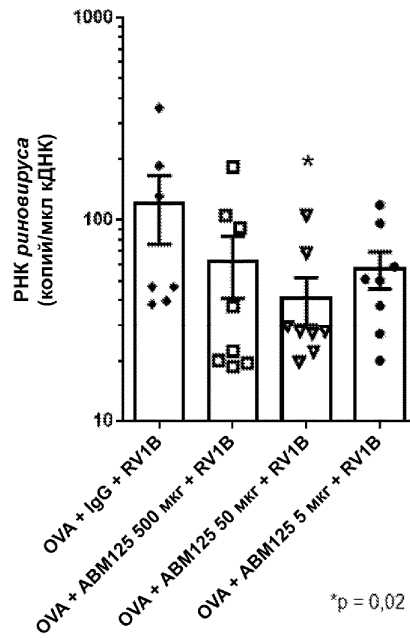 1000
РНК риновируса
(копий/мкл кДНК)
100
10
*
OVA + IgG + RV1B
OVA + ABM125 500 мкг + RV1B
OVA + ABM125 50 мкг + RV1B
OVA + ABM125 5 мкг + RV1B
*p = 0,02